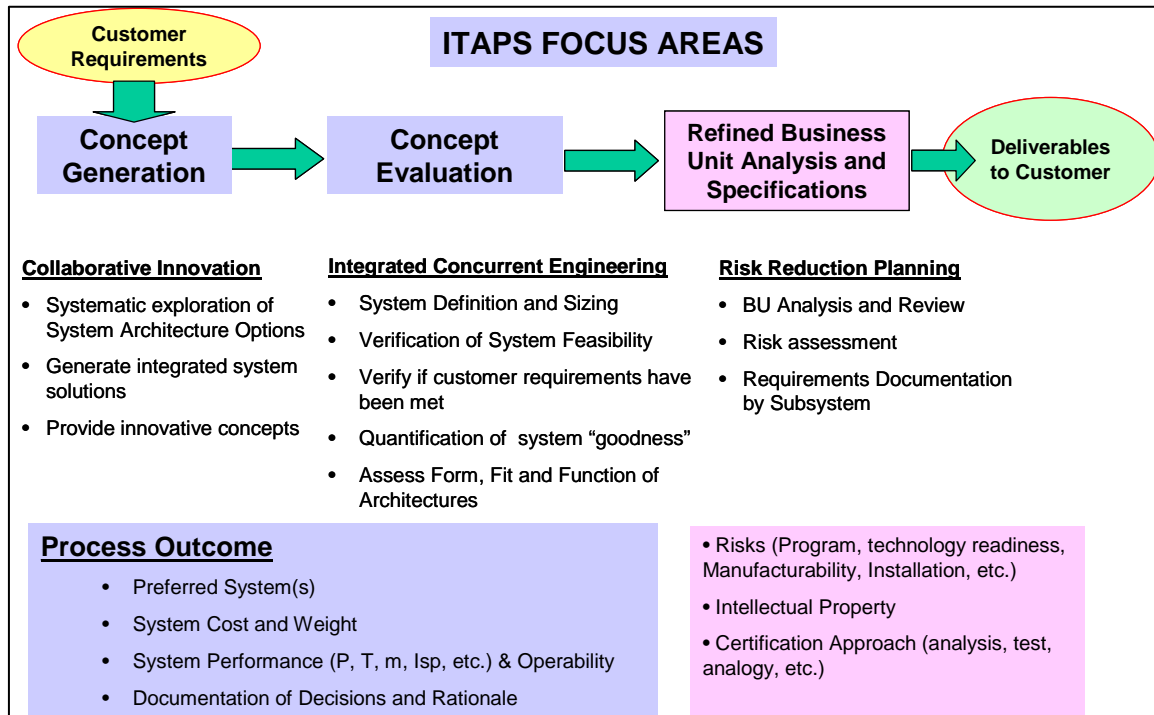 Customer
Requirements
ITAPS FOCUS AREAS
Concept
Generation
Concept
Evaluation
Refined Business
Unit Analysis and
Specifications
Deliverables
to Customer
Collaborative Innovation
• Systematic exploration of
System Architecture Options
• Generate integrated system
solutions
• Provide innovative concepts
Integrated Concurrent Engineering
• System Definition and Sizing
• Verification of System Feasibility
• Verify if customer requirements have
been met
• Quantification of system “goodness”
• Assess Form, Fit and Function of
Architectures
Risk Reduction Planning
• BU Analysis and Review
• Risk assessment
• Requirements Documentation
by Subsystem
Process Outcome
• Preferred System(s)
• System Cost and Weight
• System Performance (P, T, m, Isp, etc.) & Operability
• Documentation of Decisions and Rationale
• Risks (Program, technology readiness,
Manufacturability, Installation, etc.)
• Intellectual Property
• Certification Approach (analysis, test,
analogy, etc.)